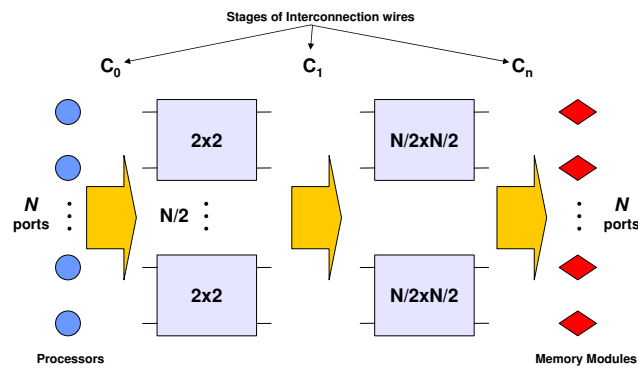 Stages of Interconnection wires
C0 C1 Cn
2x2 N/2xN/2
N ports N/2 N ports
2x2 N/2xN/2
Processors Memory Modules